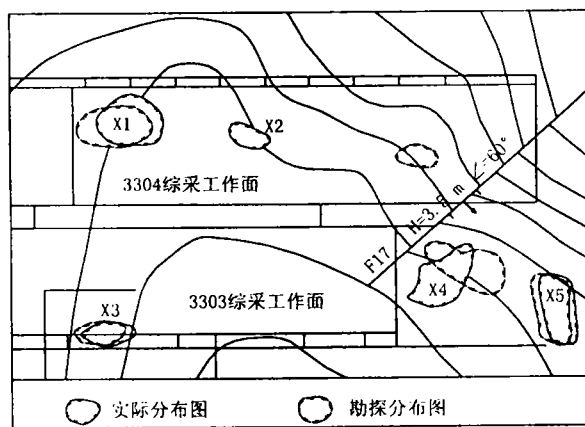 X1
X2
3304综采工作面
F17 H=3.8 m ∠=60°
3303综采工作面
X3
X4
X5
实际分布图
勘探分布图